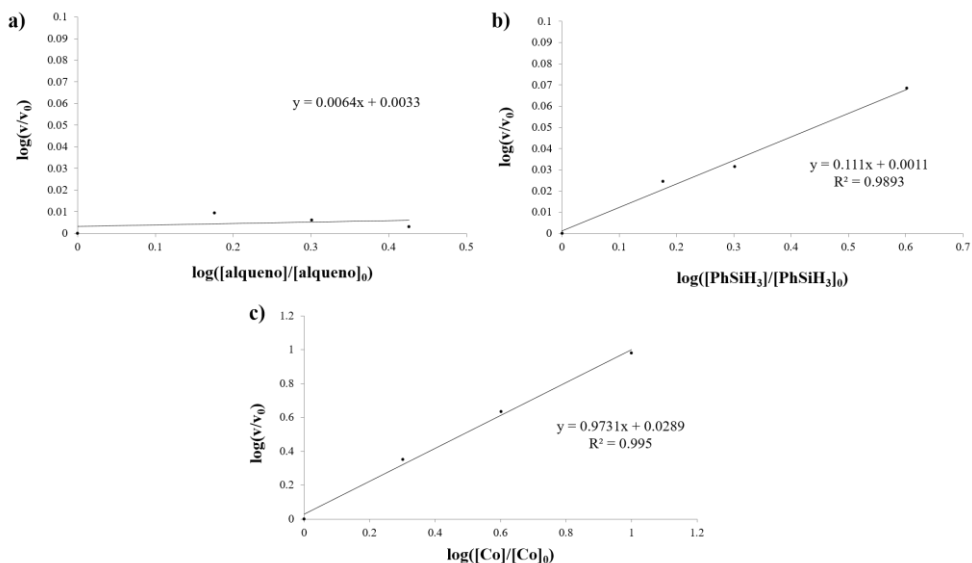 a)
0.1
0.09
0.08
0.07
0.06
0.05
0.04
0.03
0.02
0.01
0
log(v/v₀)
y = 0.0064x + 0.0033
0 0.1 0.2 0.3 0.4 0.5
log([alqueno]/[alqueno]₀)
b)
0.1
0.09
0.08
0.07
0.06
0.05
0.04
0.03
0.02
0.01
0
log(v/v₀)
y = 0.111x + 0.0011
R² = 0.9893
0 0.1 0.2 0.3 0.4 0.5 0.6 0.7
log([PhSiH₃]/[PhSiH₃]₀)
c)
1.2
1
0.8
0.6
0.4
0.2
0
log(v/v₀)
y = 0.9731x + 0.0289
R² = 0.995
0 0.2 0.4 0.6 0.8 1 1.2
log([Co]/[Co]₀)